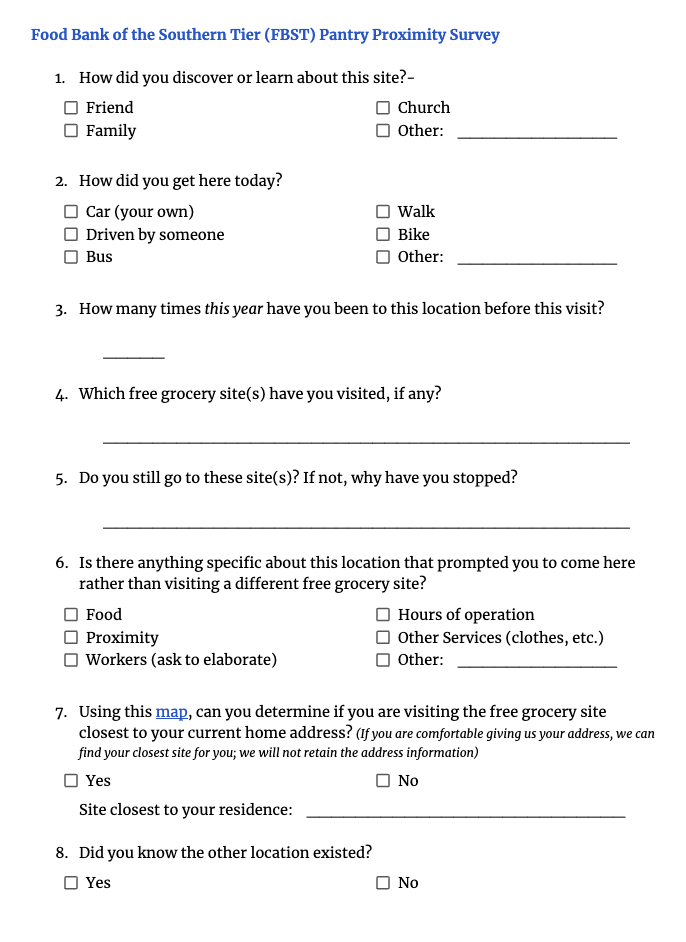 Food Bank of the Southern Tier (FBST) Pantry Proximity Survey
1. How did you discover or learn about this site?-
☐ Friend ☐ Church
☐ Family ☐ Other: ________________
2. How did you get here today?
☐ Car (your own) ☐ Walk
☐ Driven by someone ☐ Bike
☐ Bus ☐ Other: ________________
3. How many times this year have you been to this location before this visit?
______
4. Which free grocery site(s) have you visited, if any?
____________________________________________________
5. Do you still go to these site(s)? If not, why have you stopped?
____________________________________________________
6. Is there anything specific about this location that prompted you to come here
rather than visiting a different free grocery site?
☐ Food ☐ Hours of operation
☐ Proximity ☐ Other Services (clothes, etc.)
☐ Workers (ask to elaborate) ☐ Other: ________________
7. Using this map, can you determine if you are visiting the free grocery site
closest to your current home address? (If you are comfortable giving us your address, we can
find your closest site for you; we will not retain the address information)
☐ Yes ☐ No
Site closest to your residence: ________________________________
8. Did you know the other location existed?
☐ Yes ☐ No